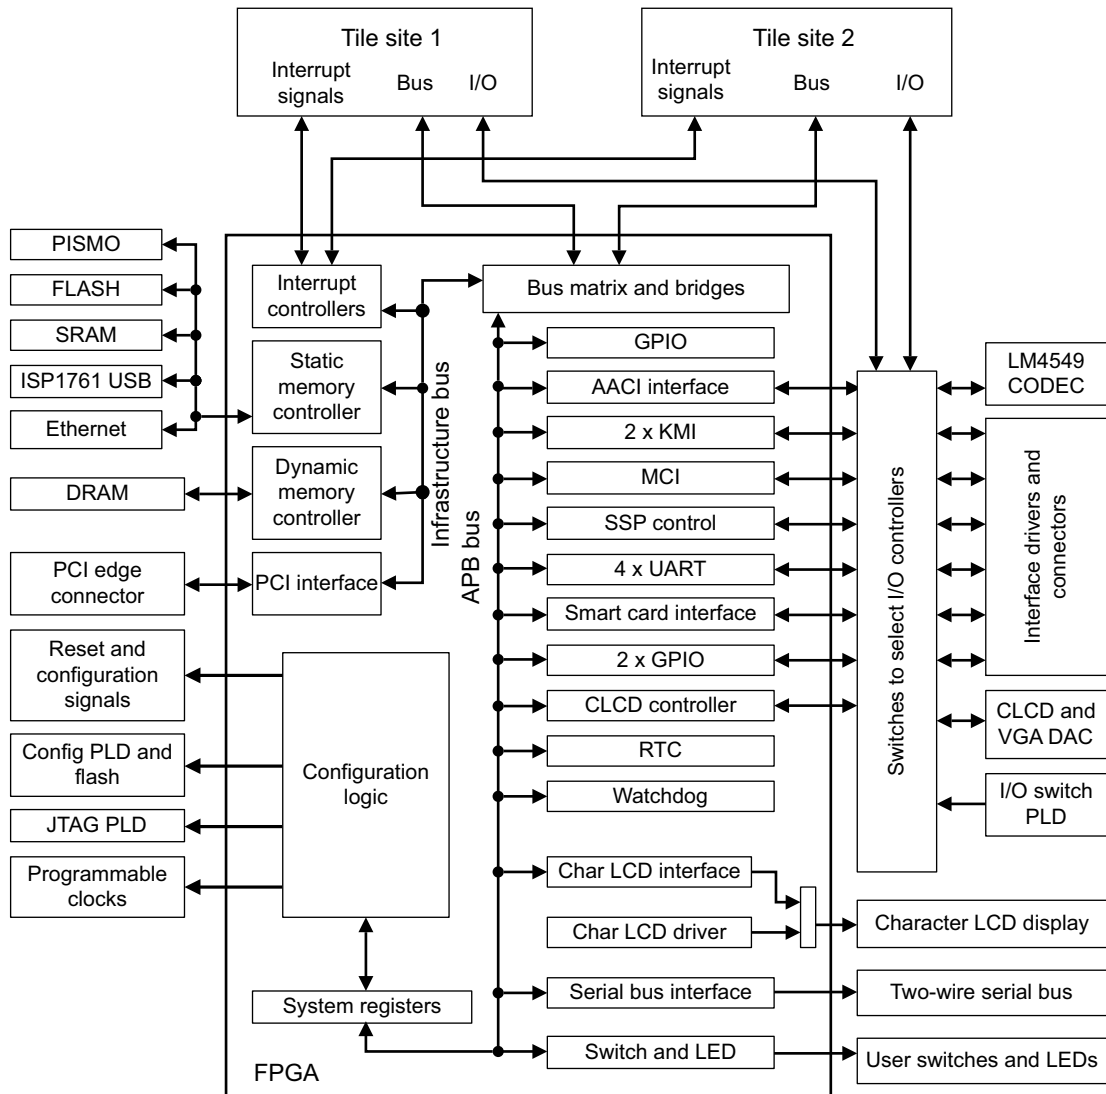 Tile site 1
Interrupt
signals
Bus
I/O
Tile site 2
Interrupt
signals
Bus
I/O
PISMO
FLASH
SRAM
ISP1761 USB
Ethernet
DRAM
PCI edge
connector
Reset and
configuration
signals
Config PLD and
flash
JTAG PLD
Programmable
clocks
Interrupt
controllers
Static
memory
controller
Dynamic
memory
controller
PCI interface
Configuration
logic
System registers
FPGA
Infrastructure bus
APB bus
Bus matrix and bridges
GPIO
AACI interface
2 x KMI
MCI
SSP control
4 x UART
Smart card interface
2 x GPIO
CLCD controller
RTC
Watchdog
Char LCD interface
Char LCD driver
Serial bus interface
Switch and LED
Switches to select I/O controllers
LM4549
CODEC
Interface drivers and
connectors
CLCD and
VGA DAC
I/O switch
PLD
Character LCD display
Two-wire serial bus
User switches and LEDs